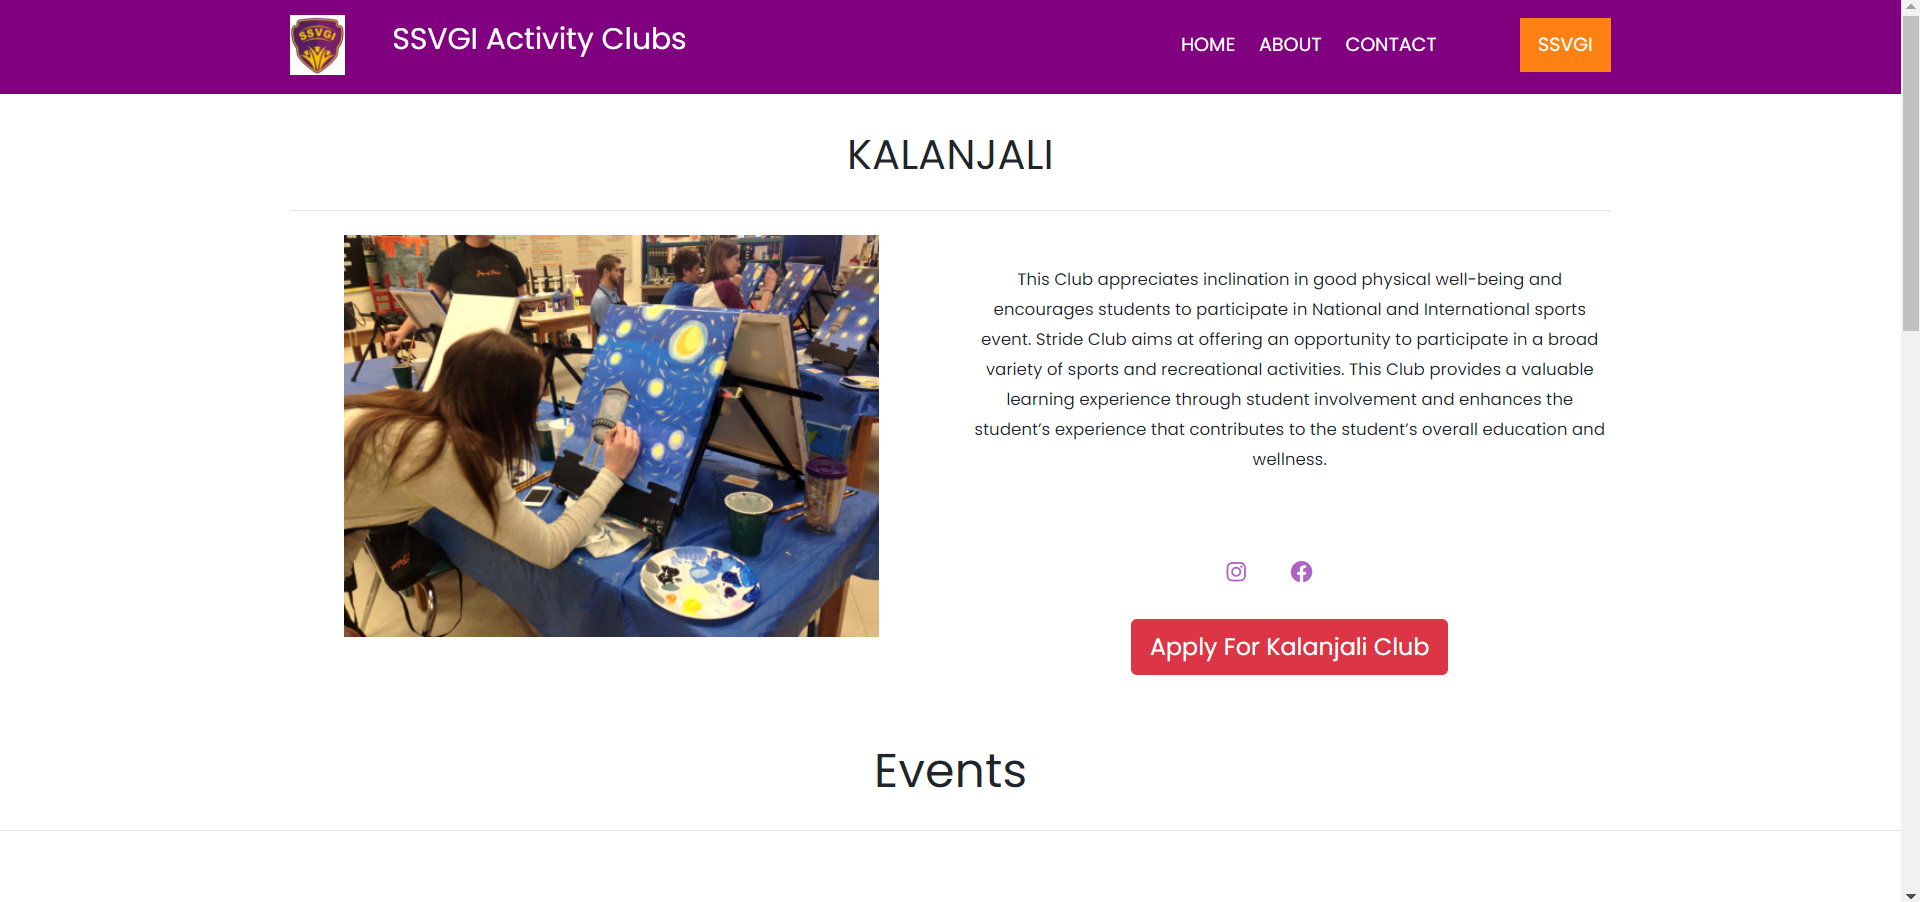 SSVGI
SSVGI Activity Clubs
HOME ABOUT CONTACT
SSVGI
KALANJALI
This Club appreciates inclination in good physical well-being and
encourages students to participate in National and International sports
event. Stride Club aims at offering an opportunity to participate in a broad
variety of sports and recreational activities. This Club provides a valuable
learning experience through student involvement and enhances the
student’s experience that contributes to the student’s overall education and
wellness.
Apply For Kalanjali Club
Events